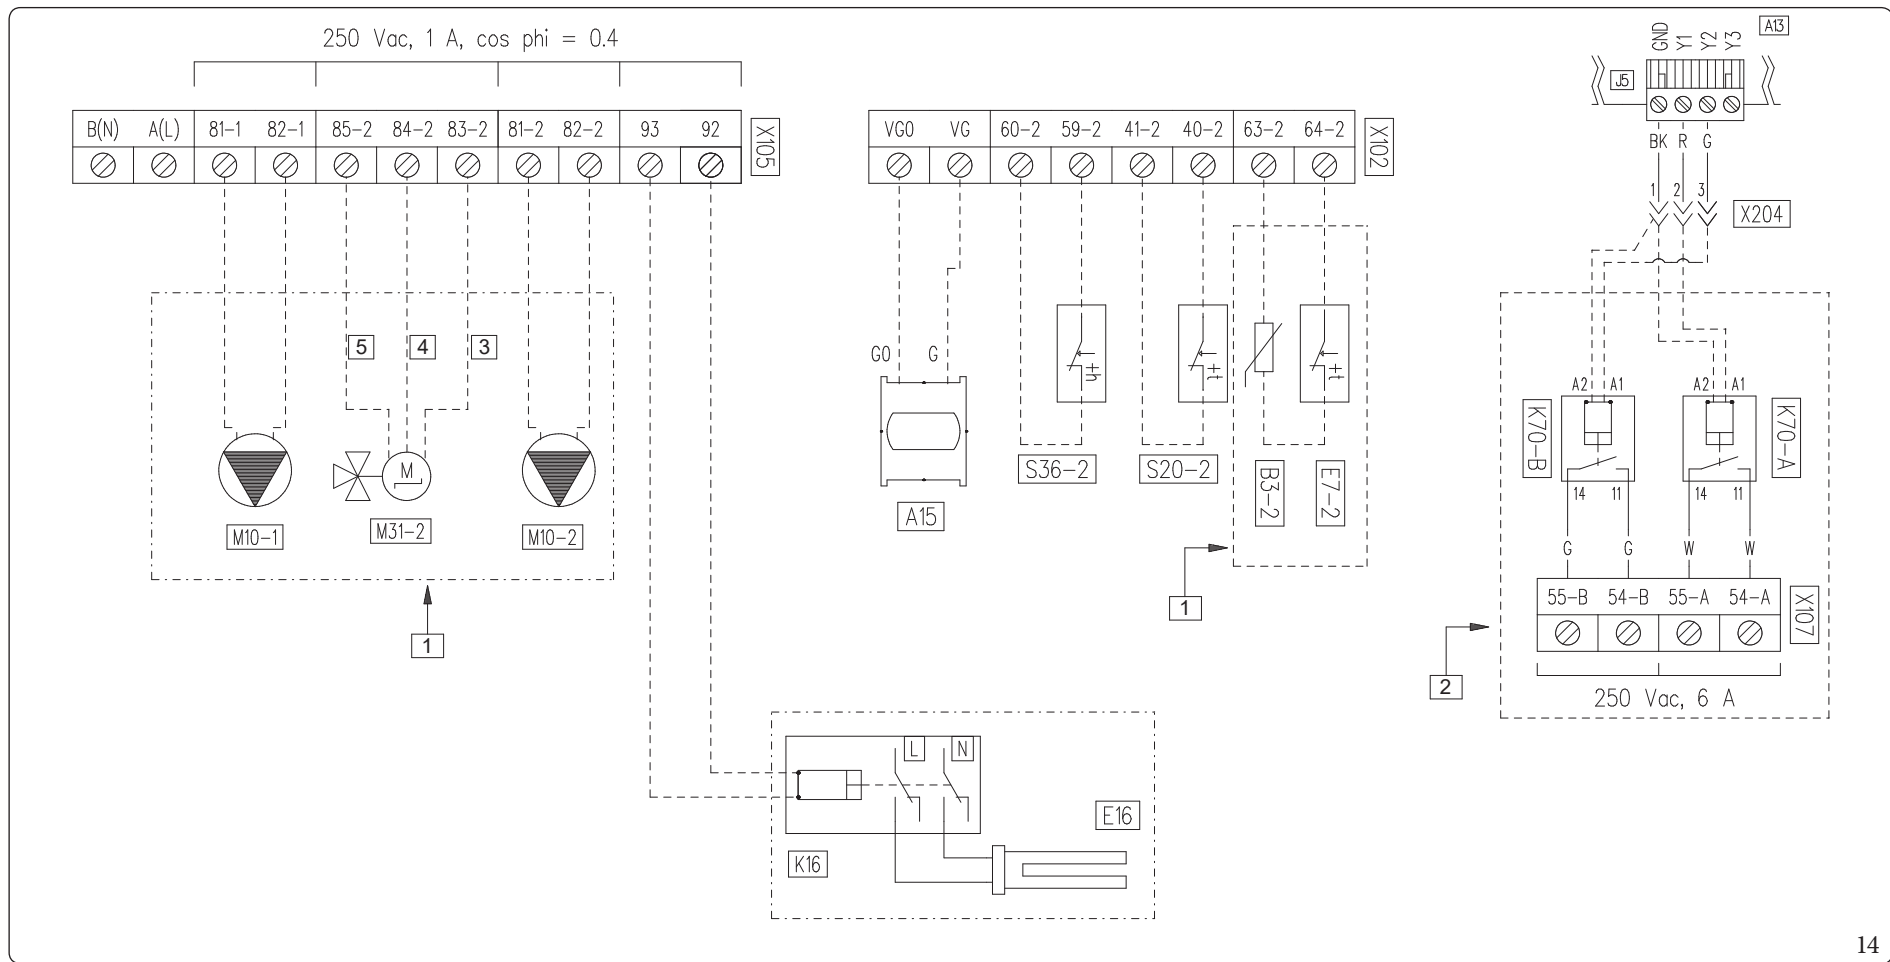 250 Vac, 1 A, cos phi = 0.4
B(N) A(L) 81-1 82-1 85-2 84-2 83-2 81-2 82-2 93 92
X105
5 4 3
M
M10-1 M31-2 M10-2
1
VG0 VG 60-2 59-2 41-2 40-2 63-2 64-2
X102
G0 G
+h +t +t
A15
S36-2 S20-2 B3-2 E7-2
1
L N
K16
E16
A13
GND Y1 Y2 Y3
J5
BK R G
1 2 3
X204
A2 A1 A2 A1
K70-B K70-A
14 11 14 11
G G W W
55-B 54-B 55-A 54-A
X107
2
250 Vac, 6 A
14